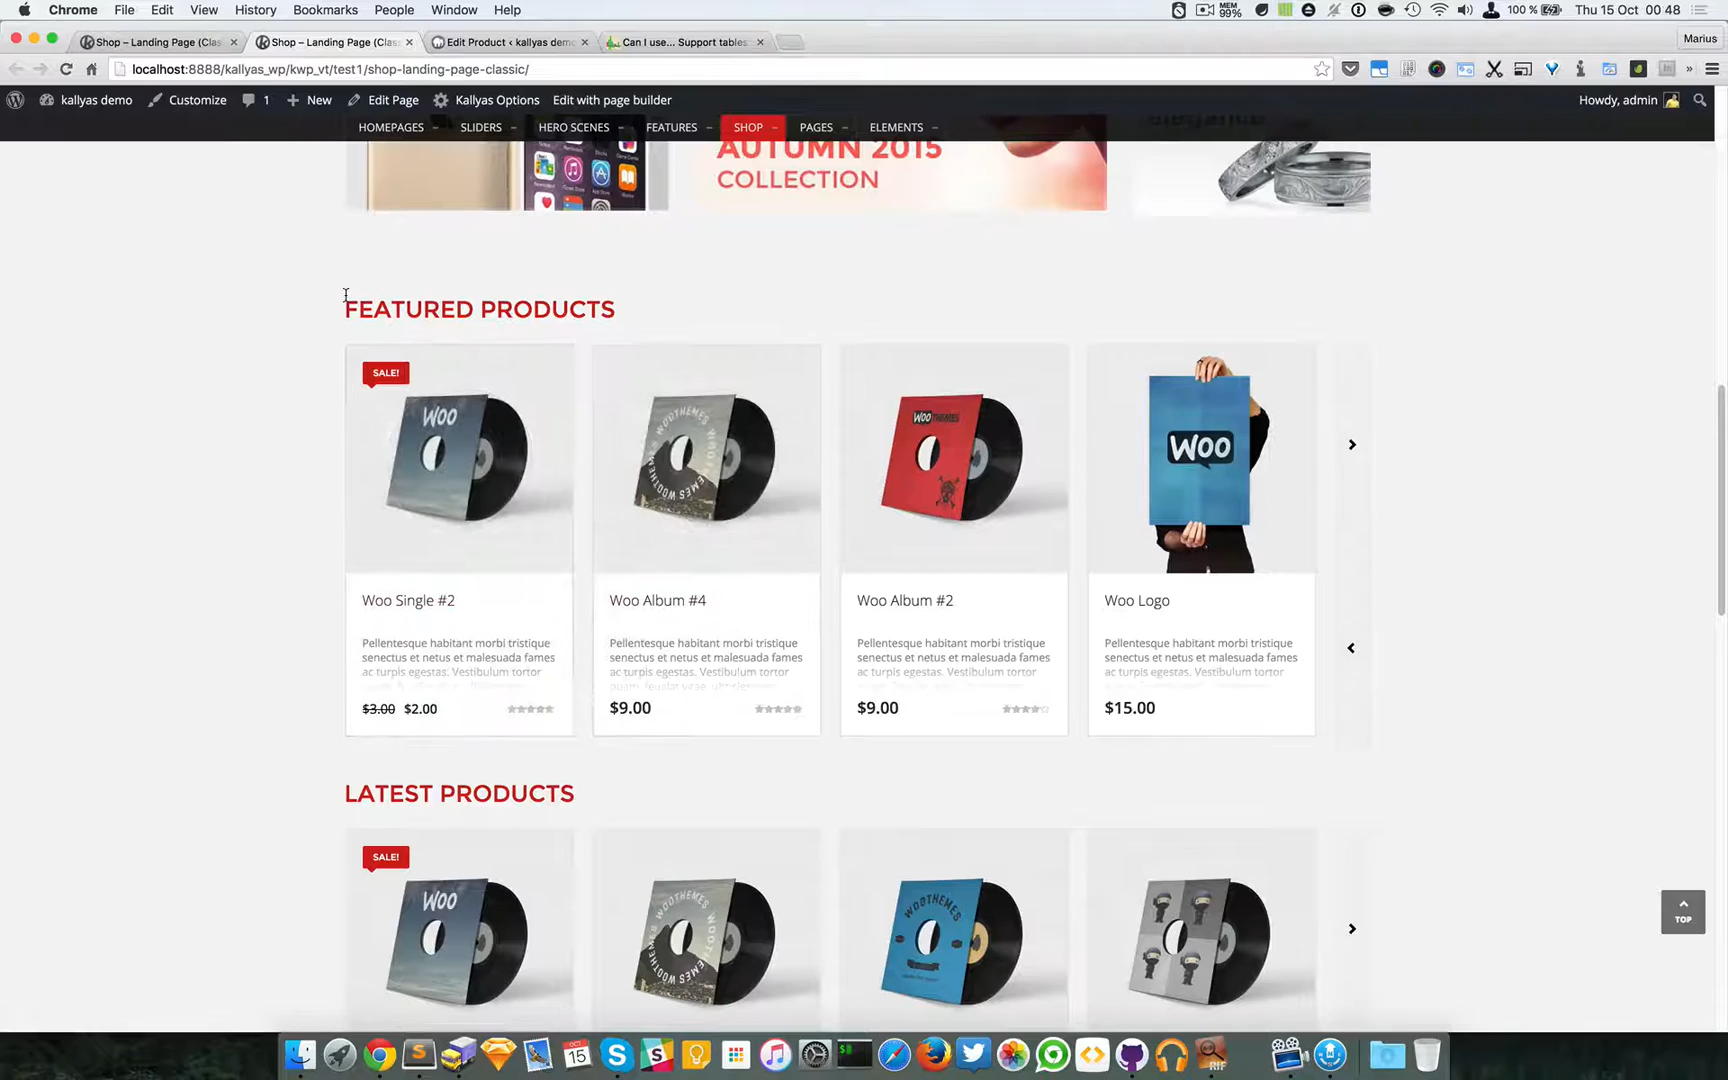 Chrome File Edit View History Bookmarks People Window Help MEM 99% 100 % Thu 15 Oct 00 48
Shop – Landing Page (Clas Shop – Landing Page (Clas Edit Product ‹ kallyas demo Can I use... Support tables Marius
localhost:8888/kallyas_wp/kwp_vt/test1/shop-landing-page-classic/
kallyas demo Customize 1 New Edit Page Kallyas Options Edit with page builder Howdy, admin
HOMEPAGES SLIDERS HERO SCENES FEATURES SHOP PAGES ELEMENTS
AUTUMN 2015
COLLECTION
FEATURED PRODUCTS
SALE!
WOO
WOOTHEMES WOOTHEMES WOOTHEMES
WOOTHEMES
WOO
Woo Single #2 Woo Album #4 Woo Album #2 Woo Logo
Pellentesque habitant morbi tristique Pellentesque habitant morbi tristique Pellentesque habitant morbi tristique Pellentesque habitant morbi tristique
senectus et netus et malesuada fames senectus et netus et malesuada fames senectus et netus et malesuada fames senectus et netus et malesuada fames
ac turpis egestas. Vestibulum tortor ac turpis egestas. Vestibulum tortor ac turpis egestas. Vestibulum tortor ac turpis egestas. Vestibulum tortor
$3.00 $2.00 $9.00 $9.00 $15.00
LATEST PRODUCTS
SALE!
WOO
WOOTHEMES WOOTHEMES
WOOTHEMES
TOP
OCT
15
RIF